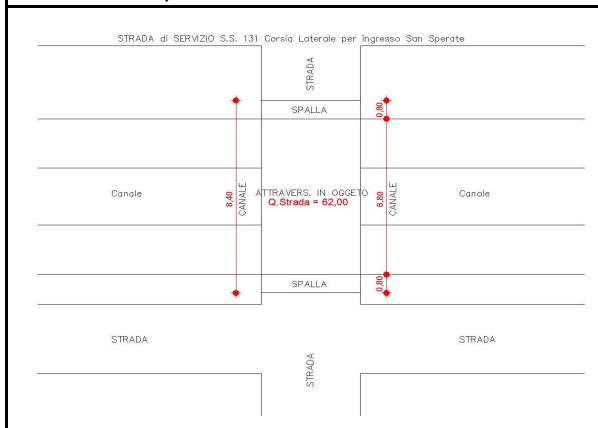 STRADA di SERVIZIO S.S. 131 Corsia Laterale per ingresso San Sperate
STRADA
SPALLA
0,80
Canale
8,40
CANALE
ATTRAVERS. IN OGGETO
Q.Strada = 62,00
6,80
CANALE
Canale
SPALLA
0,80
STRADA
STRADA
STRADA